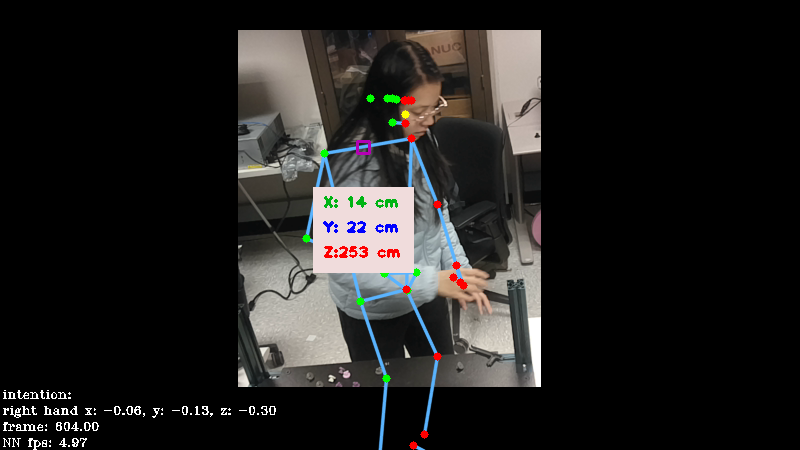 NUC
X: 14 cm
Y: 22 cm
Z:253 cm
intention:
right hand x: -0.06, y: -0.13, z: -0.30
frame: 604.00
NN fps: 4.97